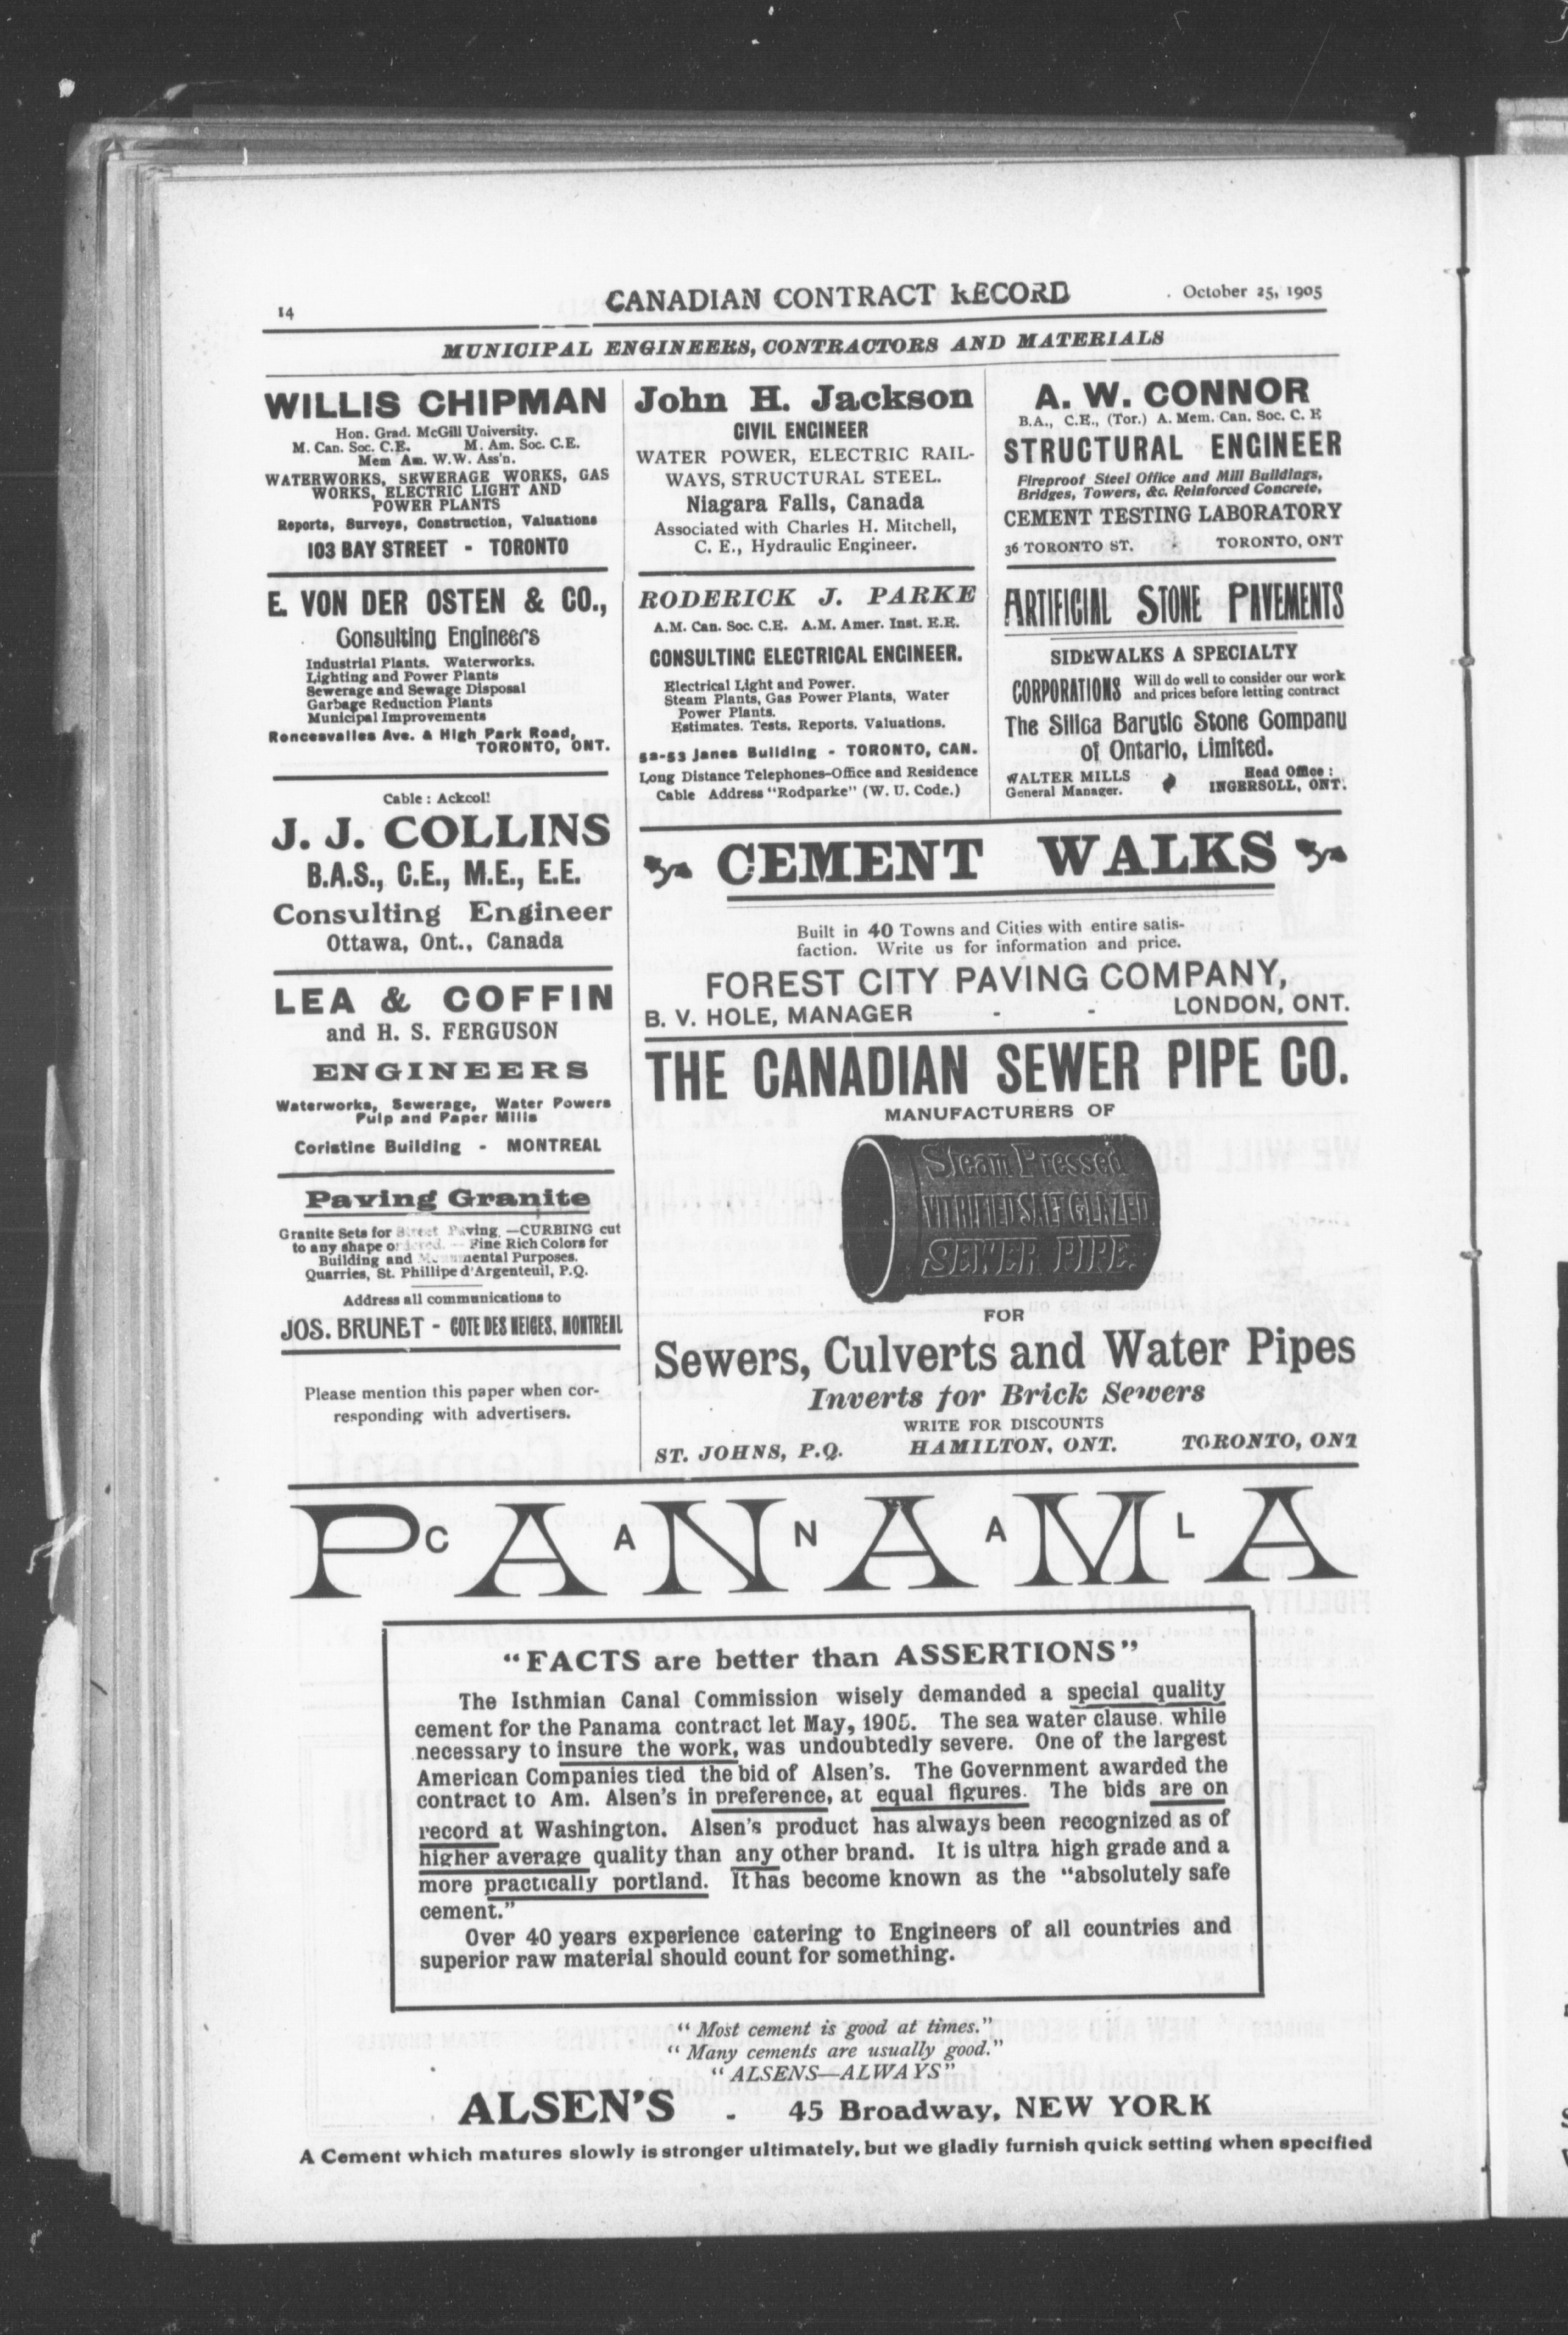 14
CANADIAN CONTRACT RECORD
October 25, 1905
MUNICIPAL ENGINEERS, CONTRACTORS AND MATERIALS
WILLIS CHIPMAN
Hon. Grad. McGill University.
M. Can. Soc. C.E. M. Am. Soc. C.E.
Mem Am. W.W. Ass'n.
WATERWORKS, SEWERAGE WORKS, GAS
WORKS, ELECTRIC LIGHT AND
POWER PLANTS
Reports, Surveys, Construction, Valuations
103 BAY STREET - TORONTO
E. VON DER OSTEN & CO.,
Consulting Engineers
Industrial Plants. Waterworks.
Lighting and Power Plants
Sewerage and Sewage Disposal
Garbage Reduction Plants
Municipal Improvements
Roncesvalles Ave. & High Park Road,
TORONTO, ONT.
Cable : Ackcol!
J. J. COLLINS
B.A.S., C.E., M.E., E.E.
Consulting Engineer
Ottawa, Ont., Canada
LEA & COFFIN
and H. S. FERGUSON
ENGINEERS
Waterworks, Sewerage, Water Powers
Pulp and Paper Mills
Coristine Building - MONTREAL
Paving Granite
Granite Sets for Street Paving.—CURBING cut
to any shape ordered. — Fine Rich Colors for
Building and Monumental Purposes.
Quarries, St. Phillipe d'Argenteuil, P.Q.
Address all communications to
JOS. BRUNET - COTE DES NEIGES, MONTREAL
Please mention this paper when cor-
responding with advertisers.
John H. Jackson
CIVIL ENGINEER
WATER POWER, ELECTRIC RAIL-
WAYS, STRUCTURAL STEEL.
Niagara Falls, Canada
Associated with Charles H. Mitchell,
C. E., Hydraulic Engineer.
RODERICK J. PARKE
A.M. Can. Soc. C.E. A.M. Amer. Inst. E.E.
CONSULTING ELECTRICAL ENGINEER.
Electrical Light and Power.
Steam Plants, Gas Power Plants, Water
Power Plants.
Estimates. Tests. Reports. Valuations.
52-53 Janes Building - TORONTO, CAN.
Long Distance Telephones-Office and Residence
Cable Address "Rodparke" (W. U. Code.)
A. W. CONNOR
B.A., C.E., (Tor.) A. Mem. Can. Soc. C. E
STRUCTURAL ENGINEER
Fireproof Steel Office and Mill Buildings,
Bridges, Towers, &c. Reinforced Concrete,
CEMENT TESTING LABORATORY
36 TORONTO ST. - TORONTO, ONT
ARTIFICIAL STONE PAVEMENTS
SIDEWALKS A SPECIALTY
CORPORATIONS Will do well to consider our work
and prices before letting contract
The Silica Barytic Stone Company
of Ontario, Limited.
WALTER MILLS
General Manager.
Head Office :
INGERSOLL, ONT.
CEMENT WALKS
Built in 40 Towns and Cities with entire satis-
faction. Write us for information and price.
FOREST CITY PAVING COMPANY,
B. V. HOLE, MANAGER - - LONDON, ONT.
THE CANADIAN SEWER PIPE CO.
MANUFACTURERS OF
Steam Pressed
VITRIFIED SALT GLAZED
SEWER PIPE.
FOR
Sewers, Culverts and Water Pipes
Inverts for Brick Sewers
WRITE FOR DISCOUNTS
ST. JOHNS, P.Q. HAMILTON, ONT. TORONTO, ONT
PANAMA
CANAL
"FACTS are better than ASSERTIONS"
The Isthmian Canal Commission wisely demanded a special quality
cement for the Panama contract let May, 1905. The sea water clause. while
necessary to insure the work, was undoubtedly severe. One of the largest
American Companies tied the bid of Alsen's. The Government awarded the
contract to Am. Alsen's in preference, at equal figures. The bids are on
record at Washington. Alsen's product has always been recognized as of
higher average quality than any other brand. It is ultra high grade and a
more practically portland. It has become known as the "absolutely safe
cement."
Over 40 years experience catering to Engineers of all countries and
superior raw material should count for something.
"Most cement is good at times."
"Many cements are usually good."
"ALSENS—ALWAYS"
ALSEN'S - 45 Broadway, NEW YORK
A Cement which matures slowly is stronger ultimately, but we gladly furnish quick setting when specified